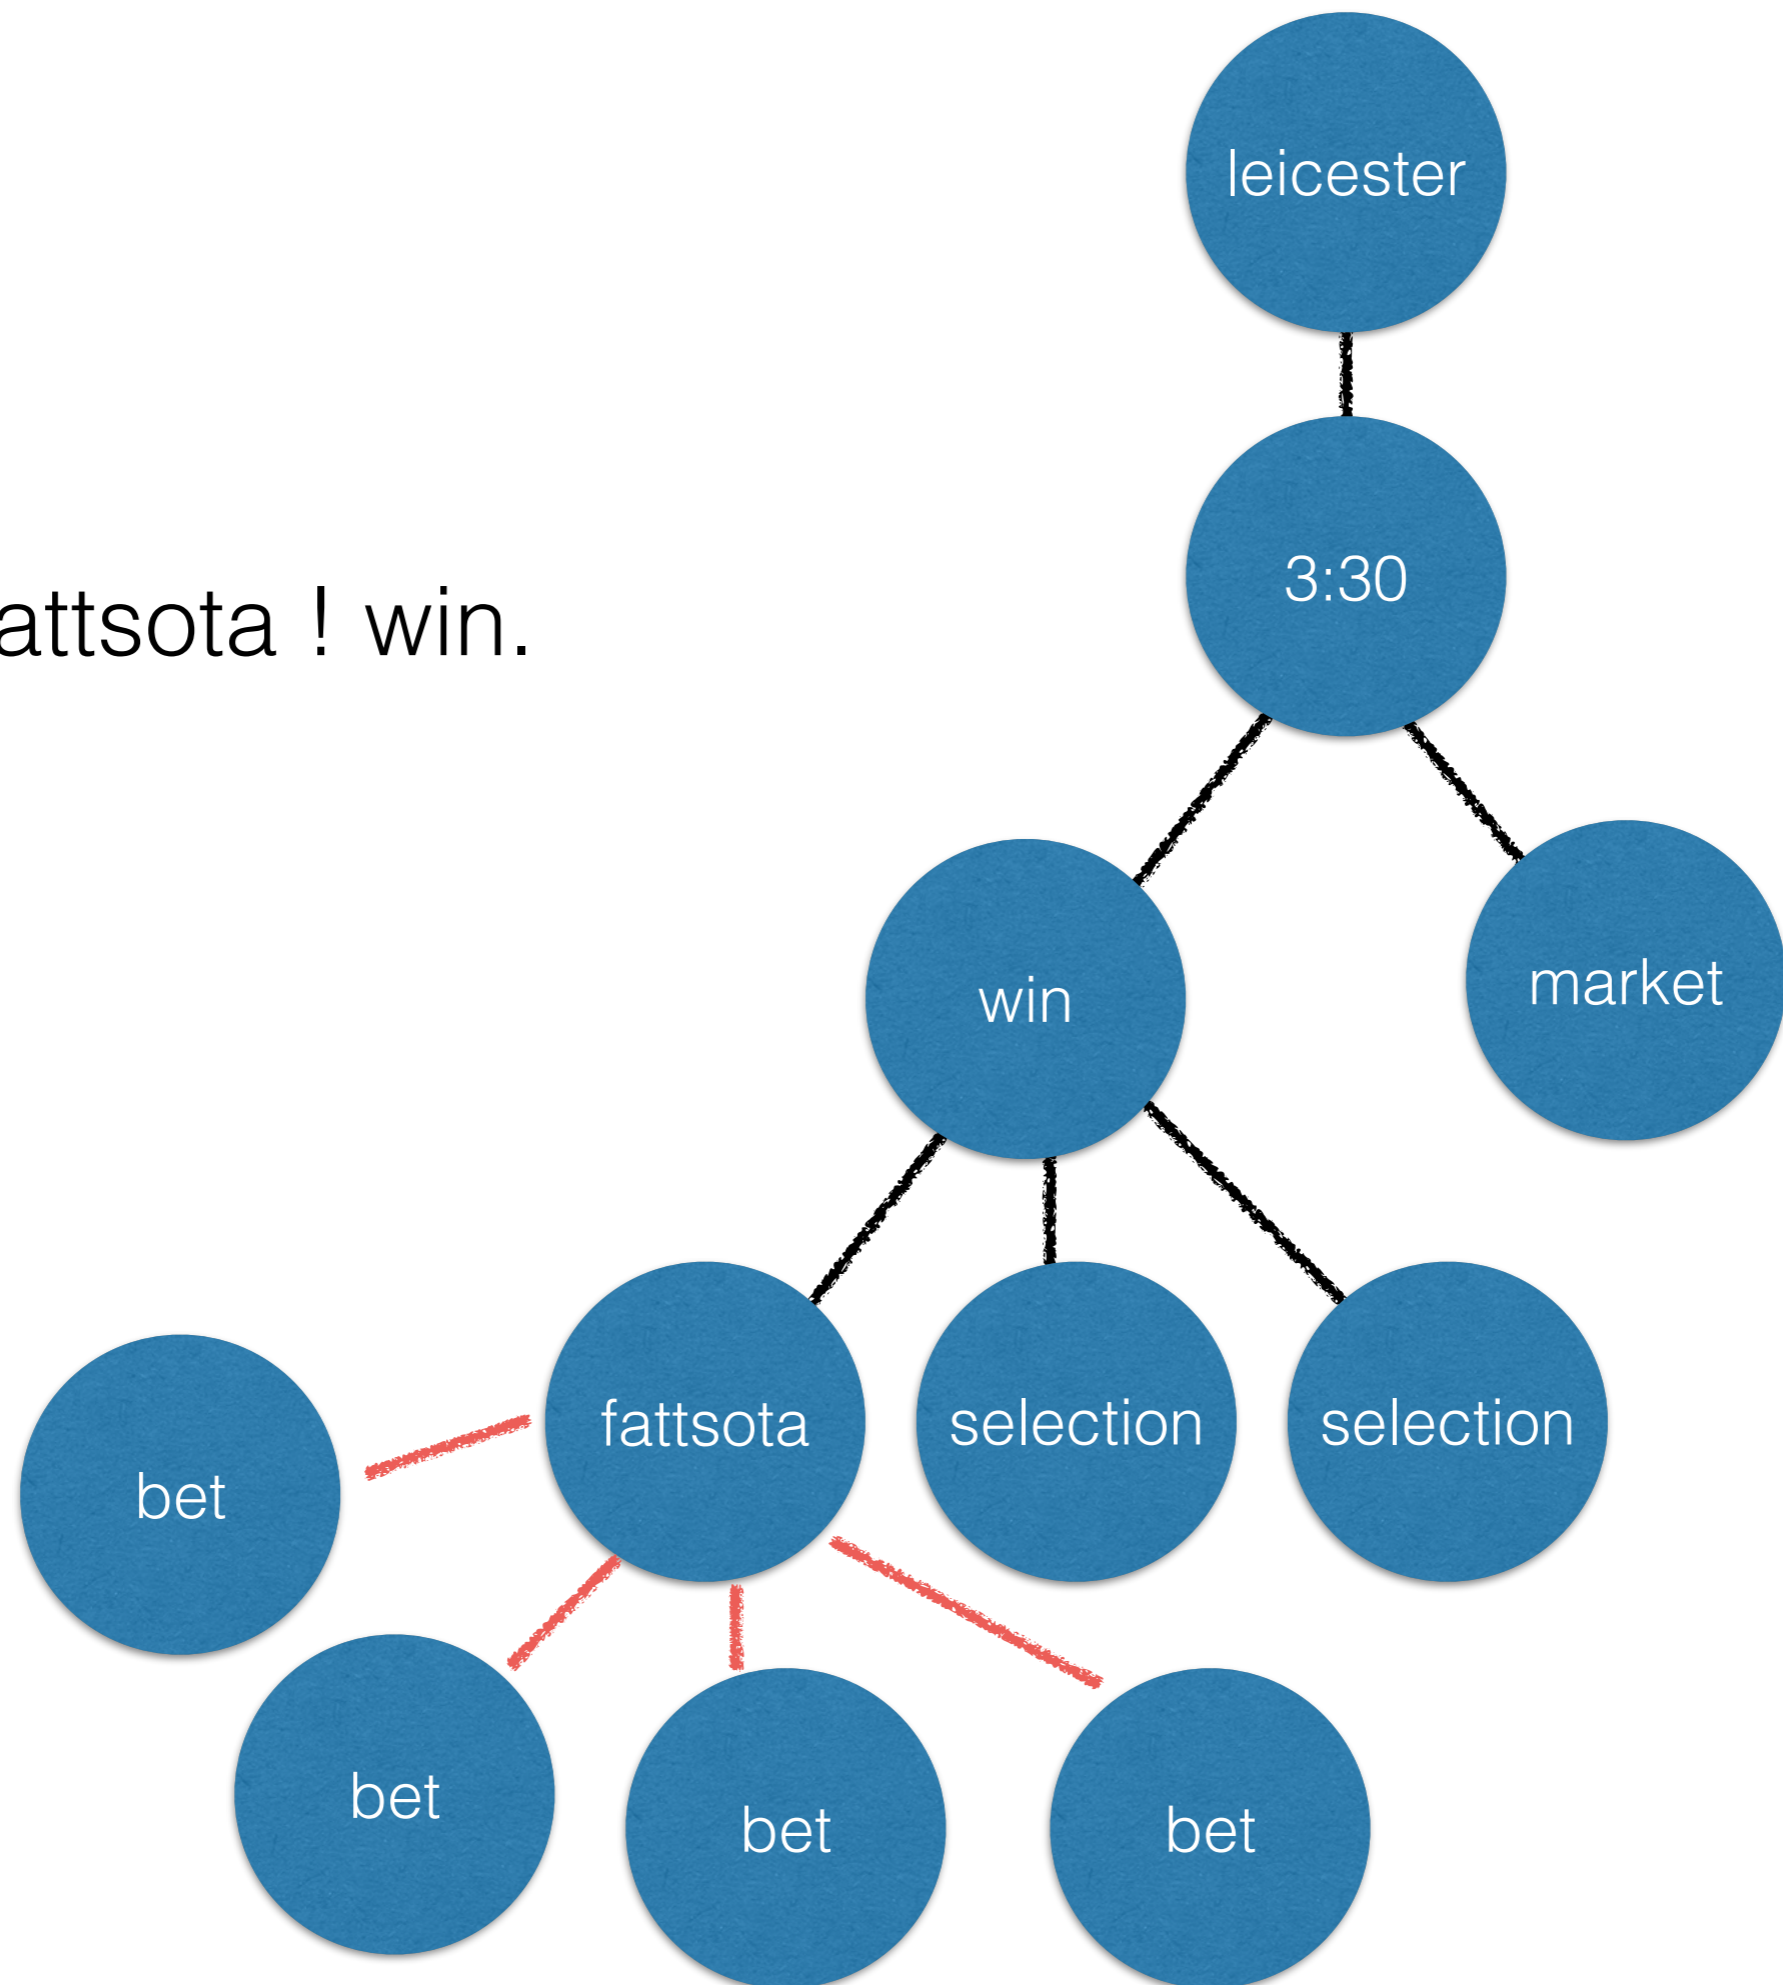 leicester
3:30
attsota ! win.
win
market
fattsota
selection
selection
bet
bet
bet
bet